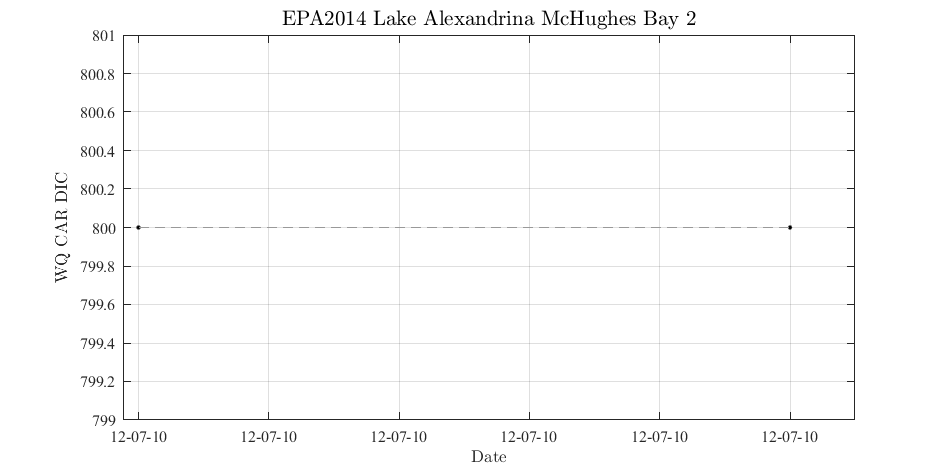 EPA2014 Lake Alexandrina McHughes Bay 2
801
800.8
800.6
800.4
800.2
800
799.8
799.6
799.4
799.2
799
WQ CAR DIC
12-07-10 12-07-10 12-07-10 12-07-10 12-07-10 12-07-10
Date